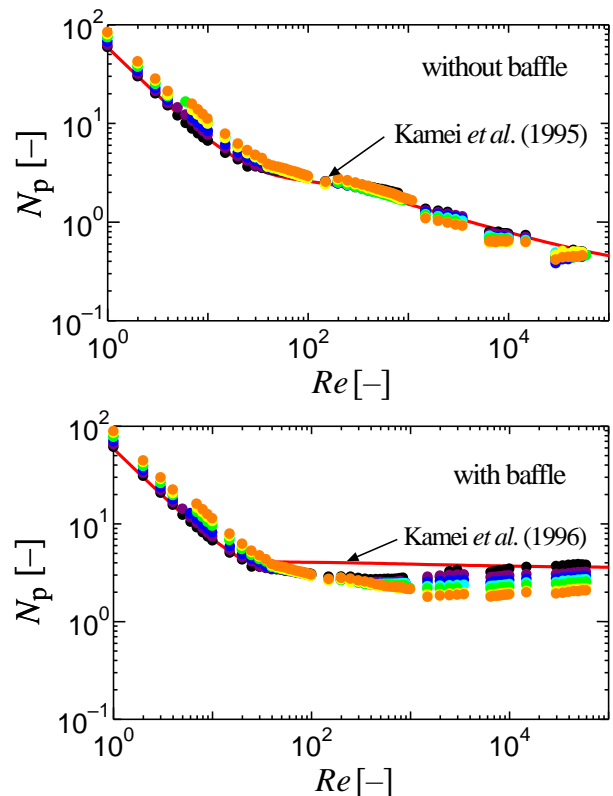 10^2
without baffle
Kamei et al. (1995)
10^1
N_p [–]
10^0
10^–1
10^0
10^2
10^4
Re [–]
10^2
with baffle
Kamei et al. (1996)
10^1
N_p [–]
10^0
10^–1
10^0
10^2
10^4
Re [–]